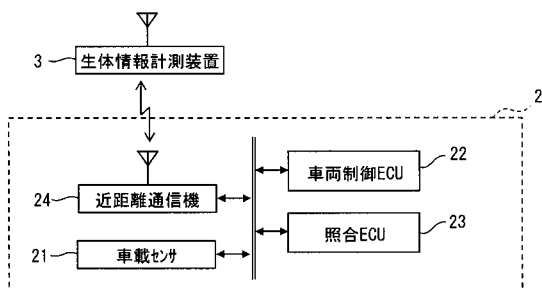 3 生体情報計測装置
2
車両制御ECU 22
24 近距離通信機
照合ECU 23
21 車載センサ